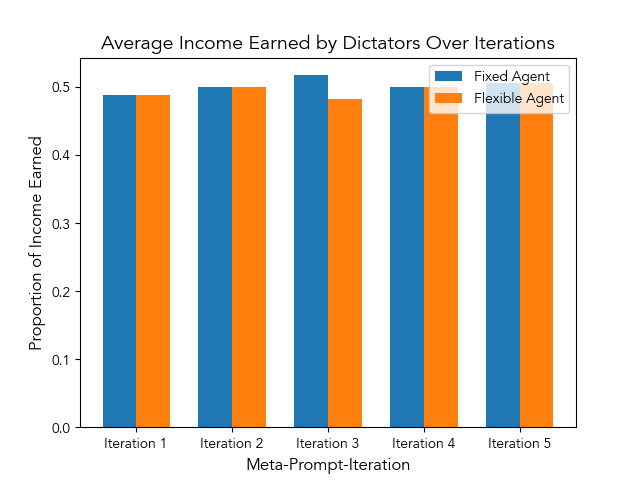 Average Income Earned by Dictators Over Iterations
Fixed Agent
Flexible Agent
Proportion of Income Earned
0.5
0.4
0.3
0.2
0.1
0.0
Iteration 1
Iteration 2
Iteration 3
Iteration 4
Iteration 5
Meta-Prompt-Iteration